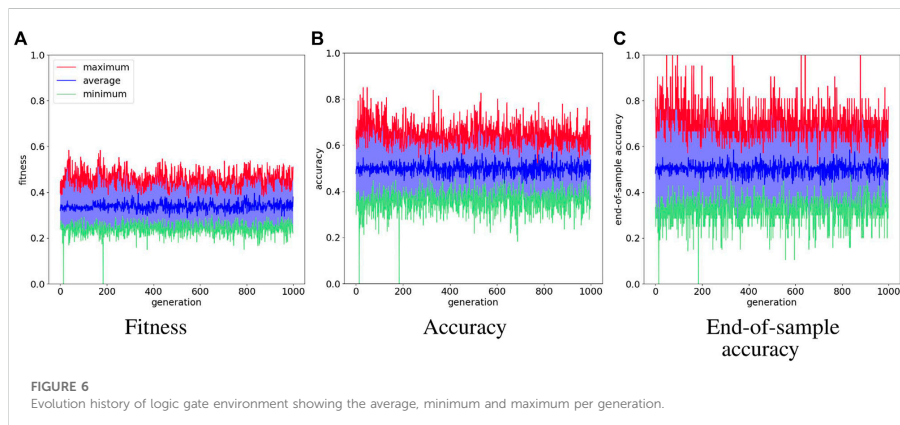 A
B
C
1.0
0.8
0.6
0.4
0.2
0.0
fitness
maximum
average
minimum
0 200 400 600 800 1000
generation
Fitness
1.0
0.8
0.6
0.4
0.2
0.0
accuracy
0 200 400 600 800 1000
generation
Accuracy
1.0
0.8
0.6
0.4
0.2
0.0
end-of-sample accuracy
0 200 400 600 800 1000
generation
End-of-sample
accuracy
FIGURE 6
Evolution history of logic gate environment showing the average, minimum and maximum per generation.